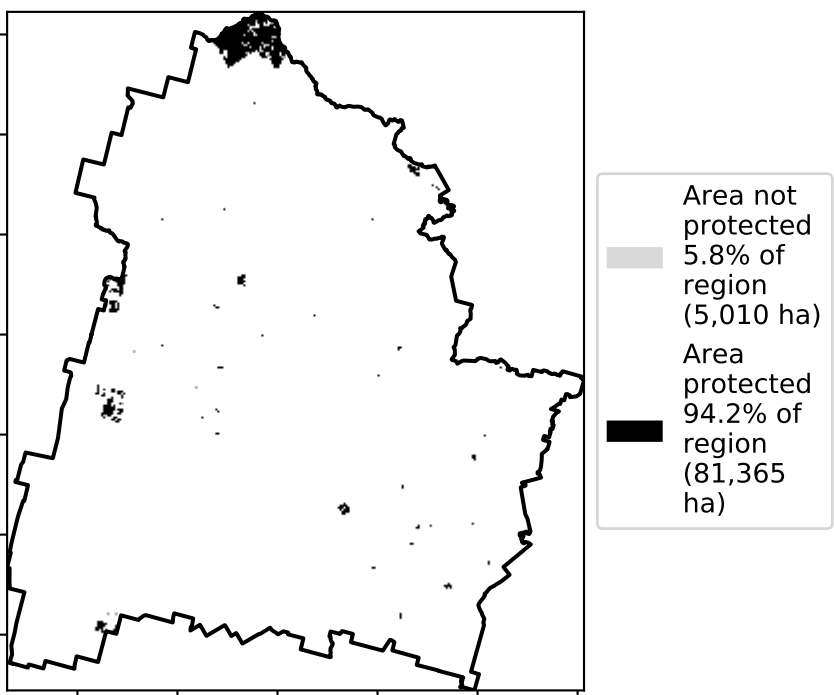 Area not
protected
5.8% of
region
(5,010 ha)
Area
protected
94.2% of
region
(81,365
ha)